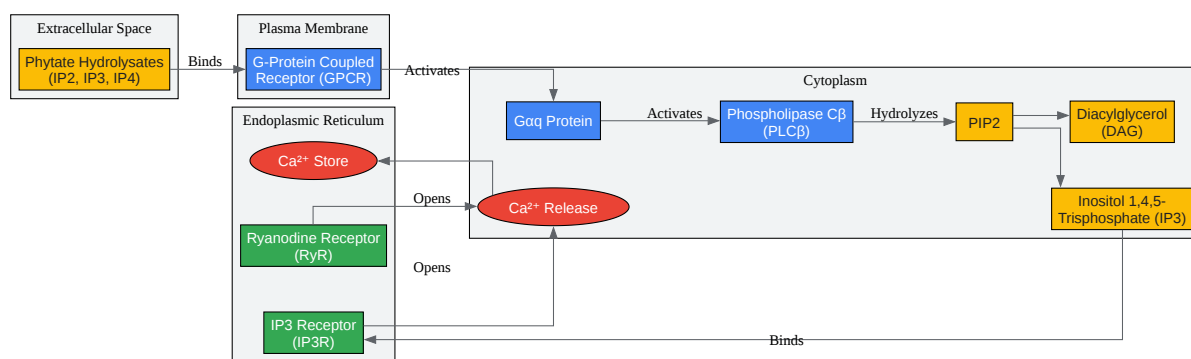 Extracellular Space
Phytate Hydrolysates
(IP2, IP3, IP4)
Binds
Plasma Membrane
G-Protein Coupled
Receptor (GPCR)
Activates
Cytoplasm
Gαq Protein
Activates
Phospholipase Cβ
(PLCβ)
Hydrolyzes
PIP2
Diacylglycerol
(DAG)
Inositol 1,4,5-
Trisphosphate (IP3)
Endoplasmic Reticulum
Ca²⁺ Store
Opens
Ca²⁺ Release
Ryanodine Receptor
(RyR)
Opens
IP3 Receptor
(IP3R)
Binds